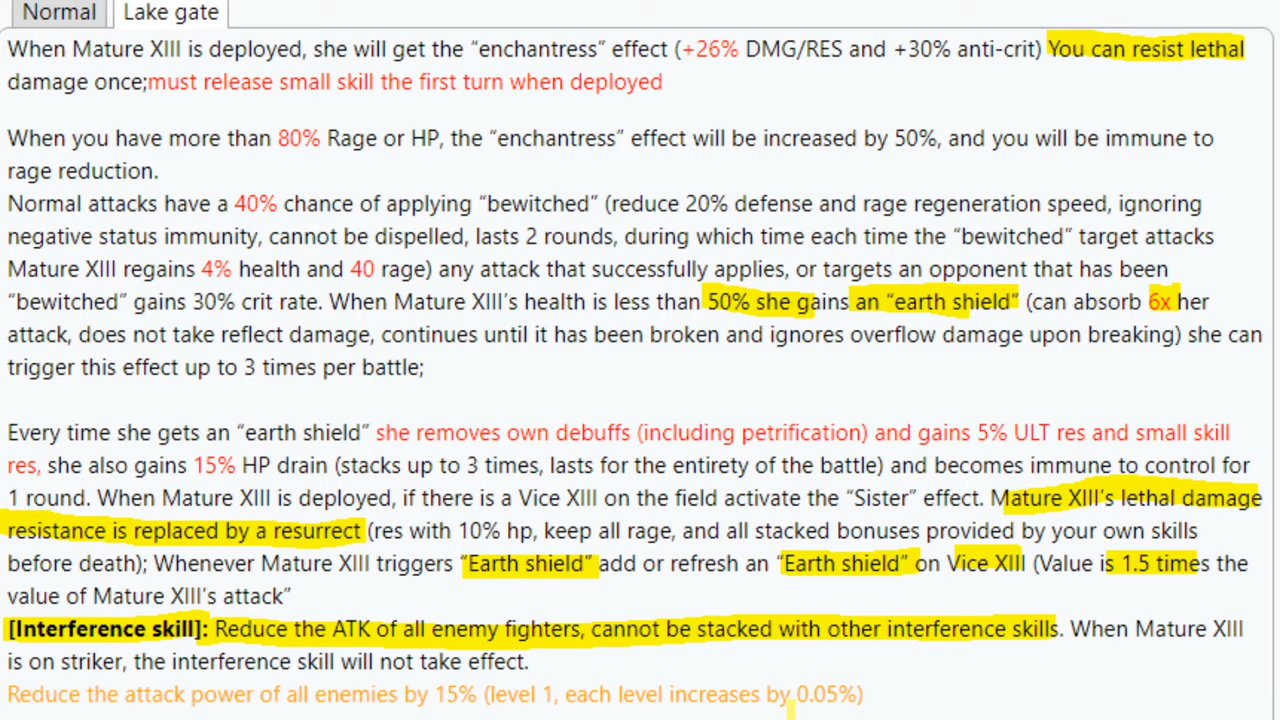 Normal Lake gate
When Mature XIII is deployed, she will get the “enchantress” effect (+26% DMG/RES and +30% anti-crit) You can resist lethal
damage once;must release small skill the first turn when deployed
When you have more than 80% Rage or HP, the “enchantress” effect will be increased by 50%, and you will be immune to
rage reduction.
Normal attacks have a 40% chance of applying “bewitched” (reduce 20% defense and rage regeneration speed, ignoring
negative status immunity, cannot be dispelled, lasts 2 rounds, during which time each time the “bewitched” target attacks
Mature XIII regains 4% health and 40 rage) any attack that successfully applies, or targets an opponent that has been
“bewitched” gains 30% crit rate. When Mature XIII’s health is less than 50% she gains an “earth shield” (can absorb 6x her
attack, does not take reflect damage, continues until it has been broken and ignores overflow damage upon breaking) she can
trigger this effect up to 3 times per battle;
Every time she gets an “earth shield” she removes own debuffs (including petrification) and gains 5% ULT res and small skill
res, she also gains 15% HP drain (stacks up to 3 times, lasts for the entirety of the battle) and becomes immune to control for
1 round. When Mature XIII is deployed, if there is a Vice XIII on the field activate the “Sister” effect. Mature XIII’s lethal damage
resistance is replaced by a resurrect (res with 10% hp, keep all rage, and all stacked bonuses provided by your own skills
before death); Whenever Mature XIII triggers “Earth shield” add or refresh an “Earth shield” on Vice XIII (Value is 1.5 times the
value of Mature XIII’s attack”
[Interference skill]: Reduce the ATK of all enemy fighters, cannot be stacked with other interference skills. When Mature XIII
is on striker, the interference skill will not take effect.
Reduce the attack power of all enemies by 15% (level 1, each level increases by 0.05%)